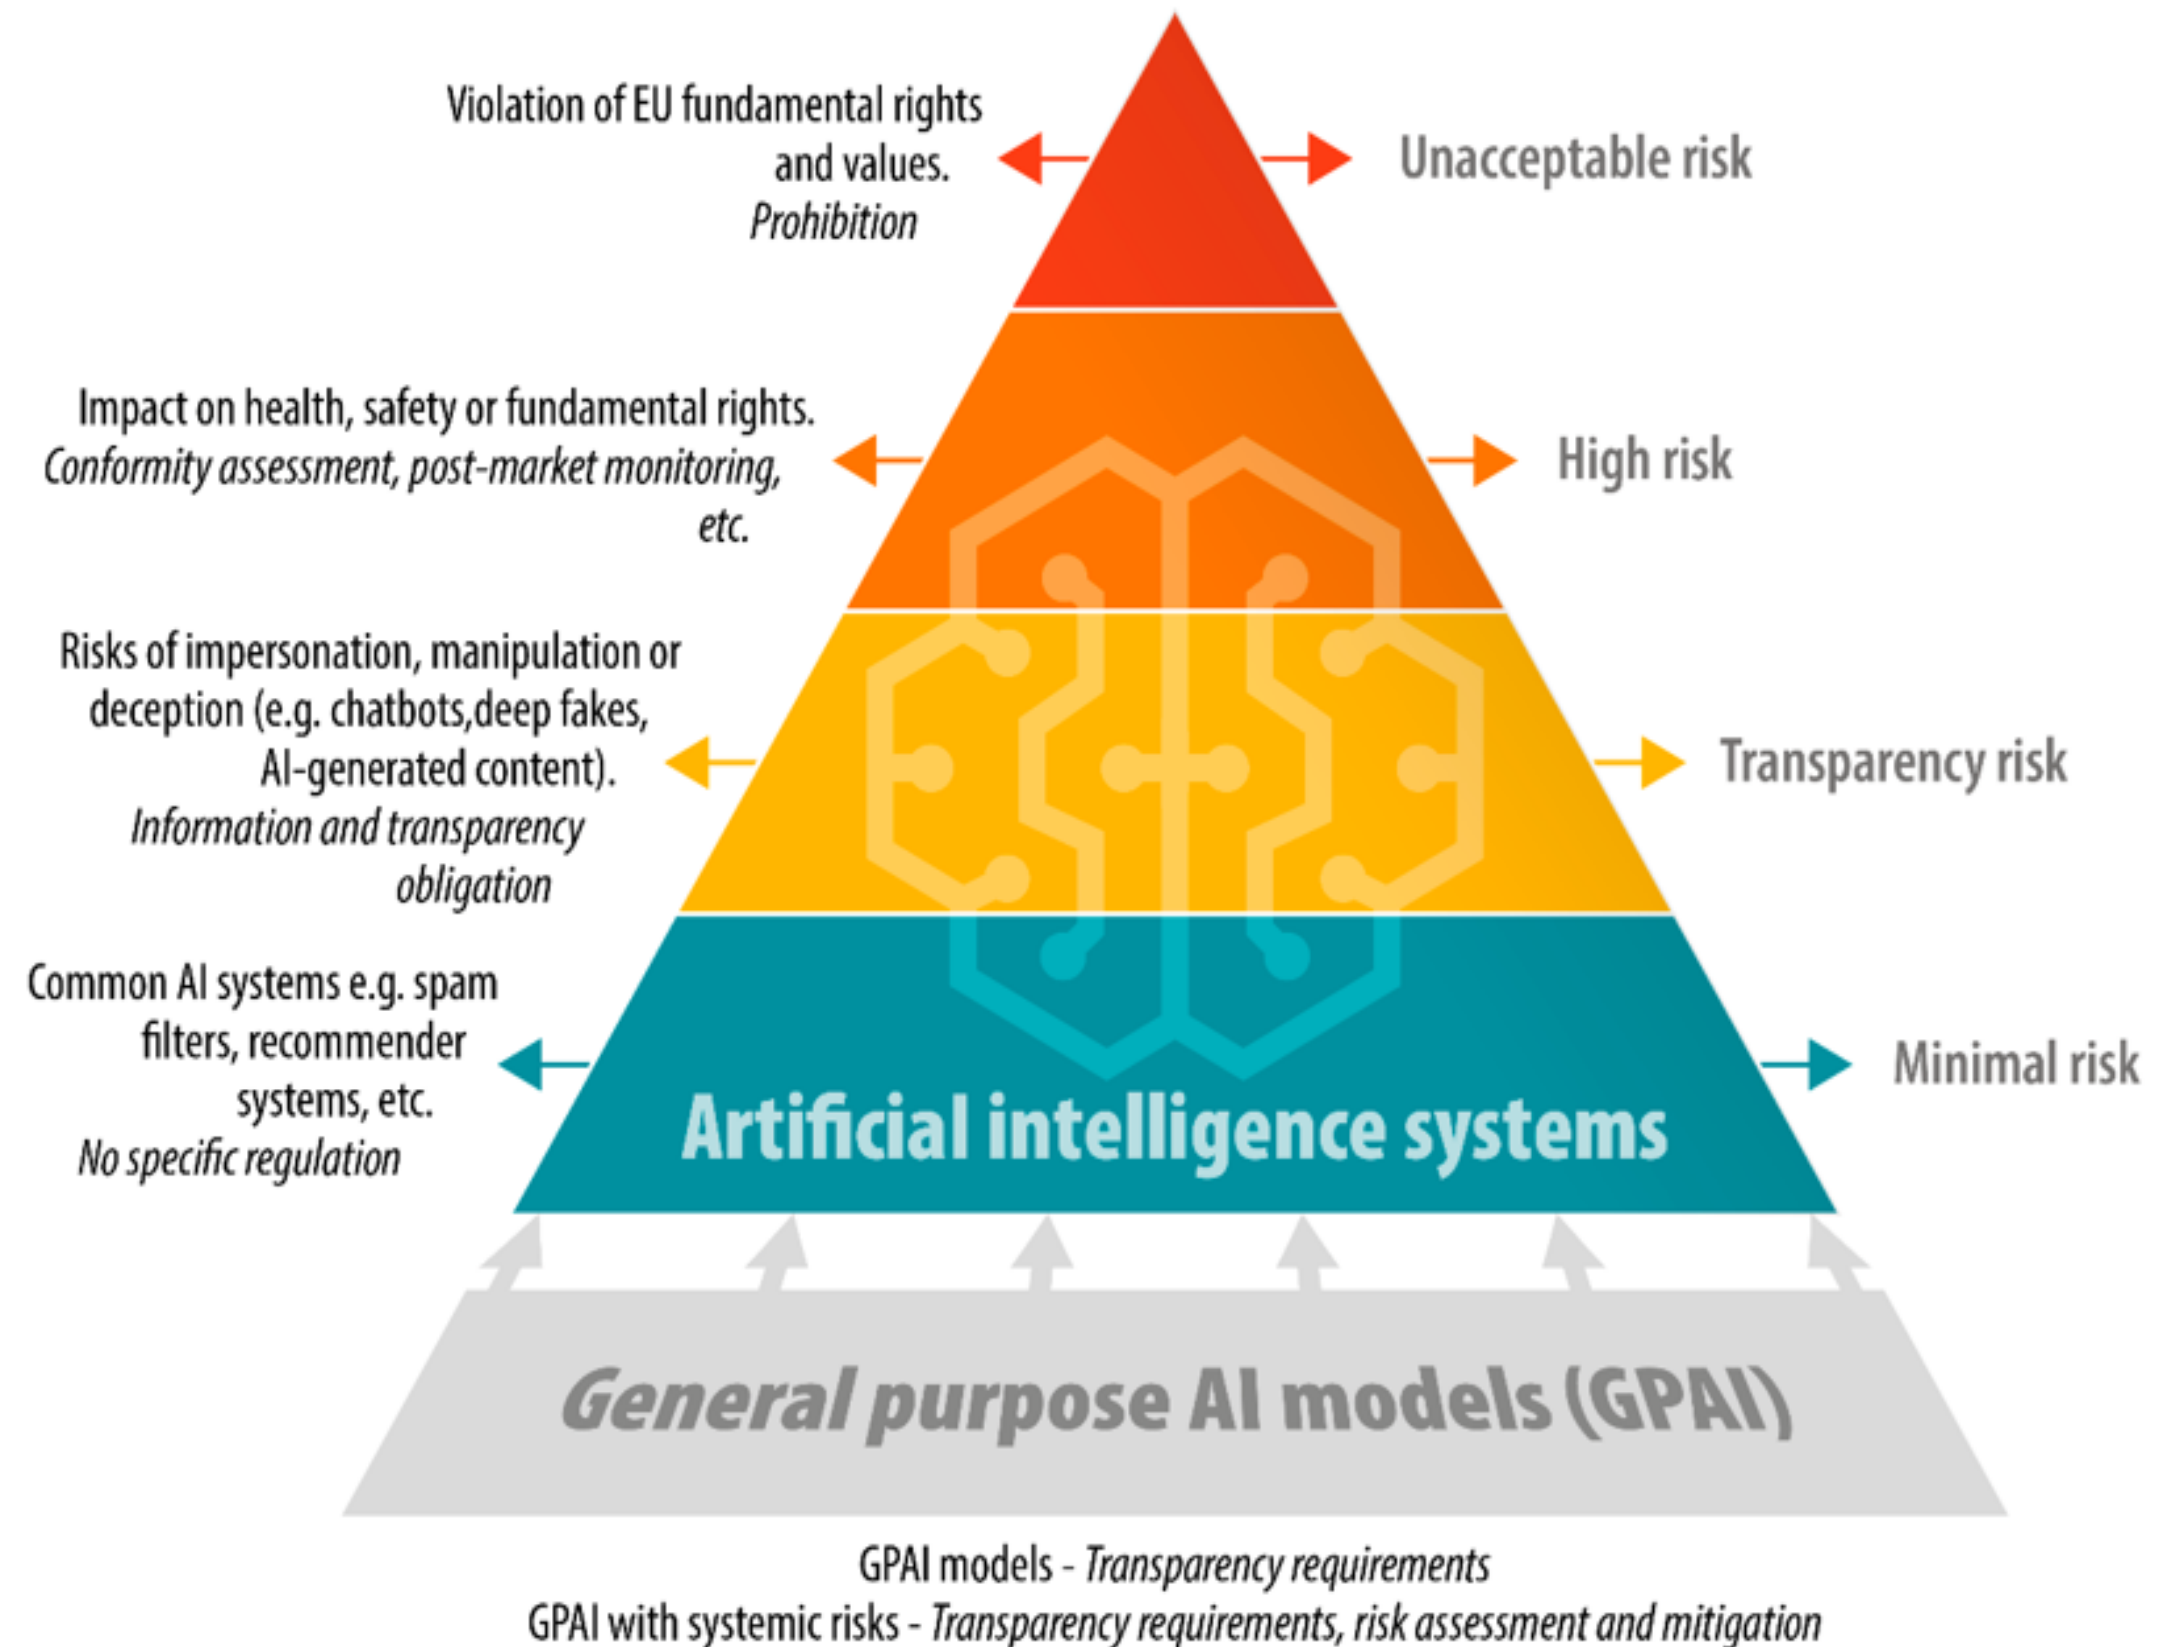 Violation of EU fundamental rights
and values.
Prohibition
Unacceptable risk
Impact on health, safety or fundamental rights.
Conformity assessment, post-market monitoring,
etc.
High risk
Risks of impersonation, manipulation or
deception (e.g. chatbots,deep fakes,
AI-generated content).
Information and transparency
obligation
Transparency risk
Common AI systems e.g. spam
filters, recommender
systems, etc.
No specific regulation
Minimal risk
Artificial intelligence systems
General purpose AI models (GPAI)
GPAI models - Transparency requirements
GPAI with systemic risks - Transparency requirements, risk assessment and mitigation